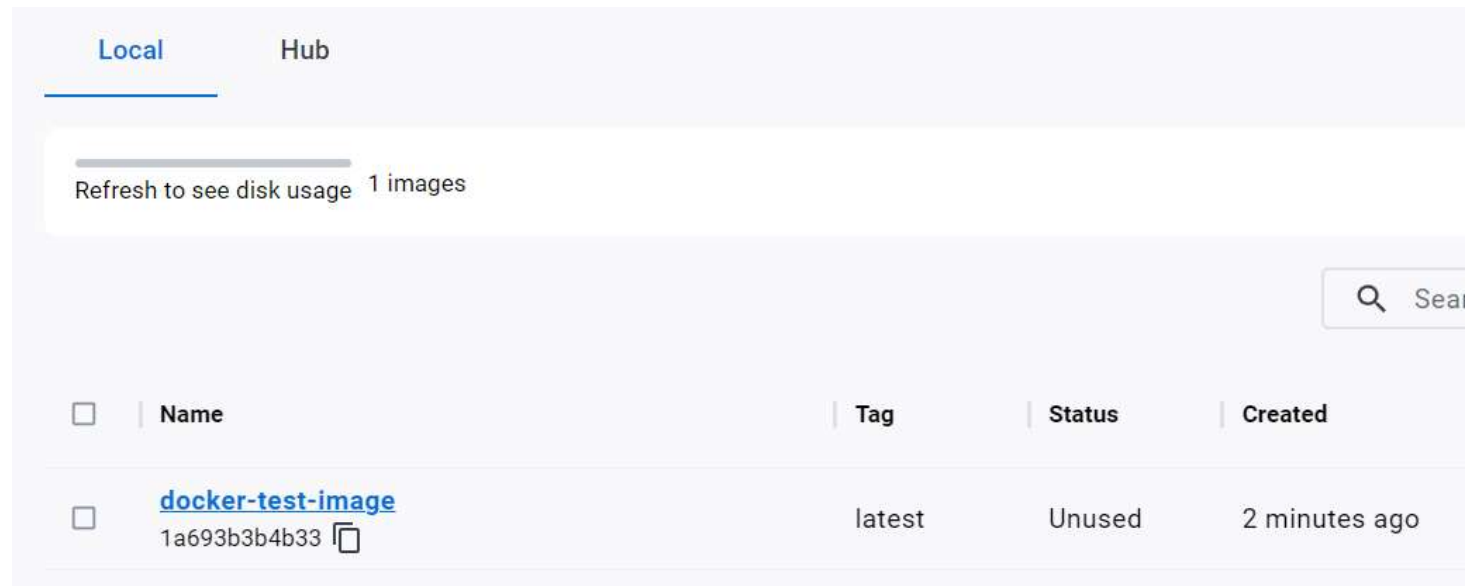 Local Hub
Refresh to see disk usage 1 images
Name Tag Status Created
docker-test-image
1a693b3b4b33 latest Unused 2 minutes ago